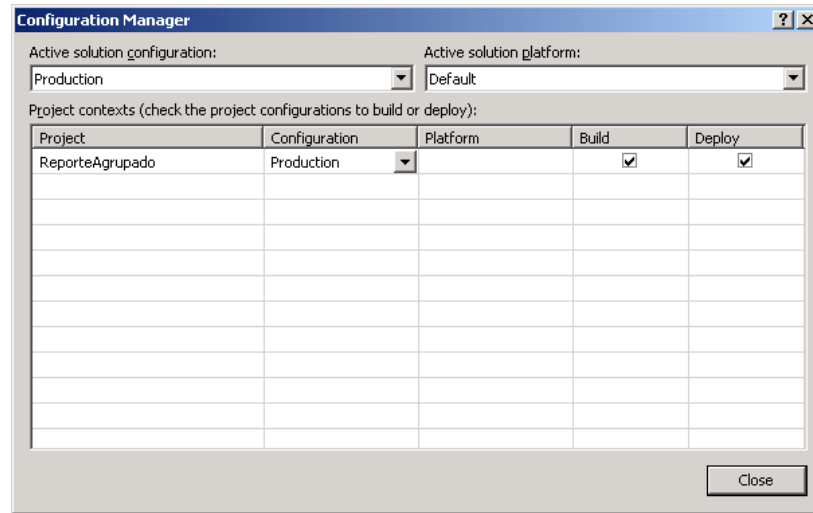 Configuration Manager
Active solution configuration: Active solution platform:
Production Default
Project contexts (check the project configurations to build or deploy):
Project Configuration Platform Build Deploy
ReporteAgrupado Production
Close